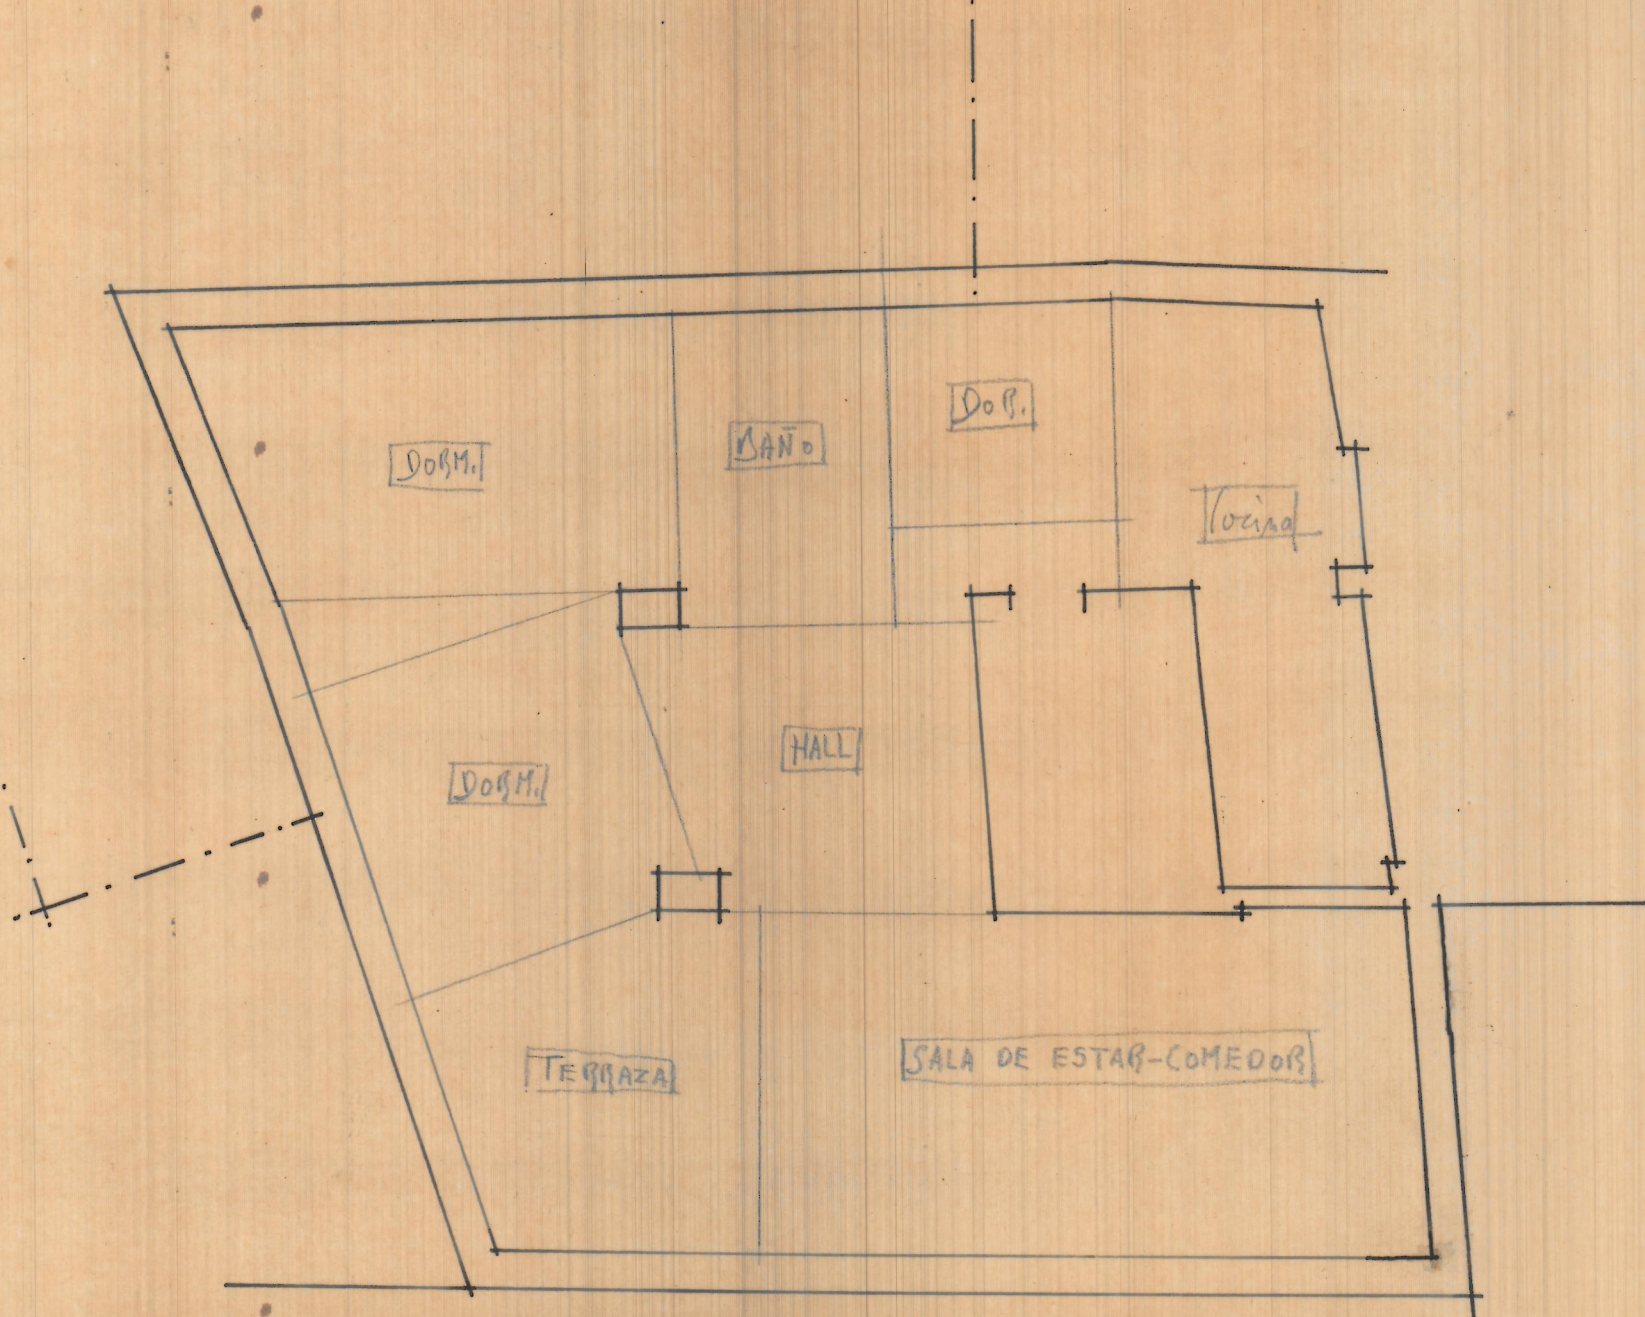 DOR.
BAÑO
DORM.
Cocina
HALL
DORM.
SALA DE ESTAR-COMEDOR
TERRAZA